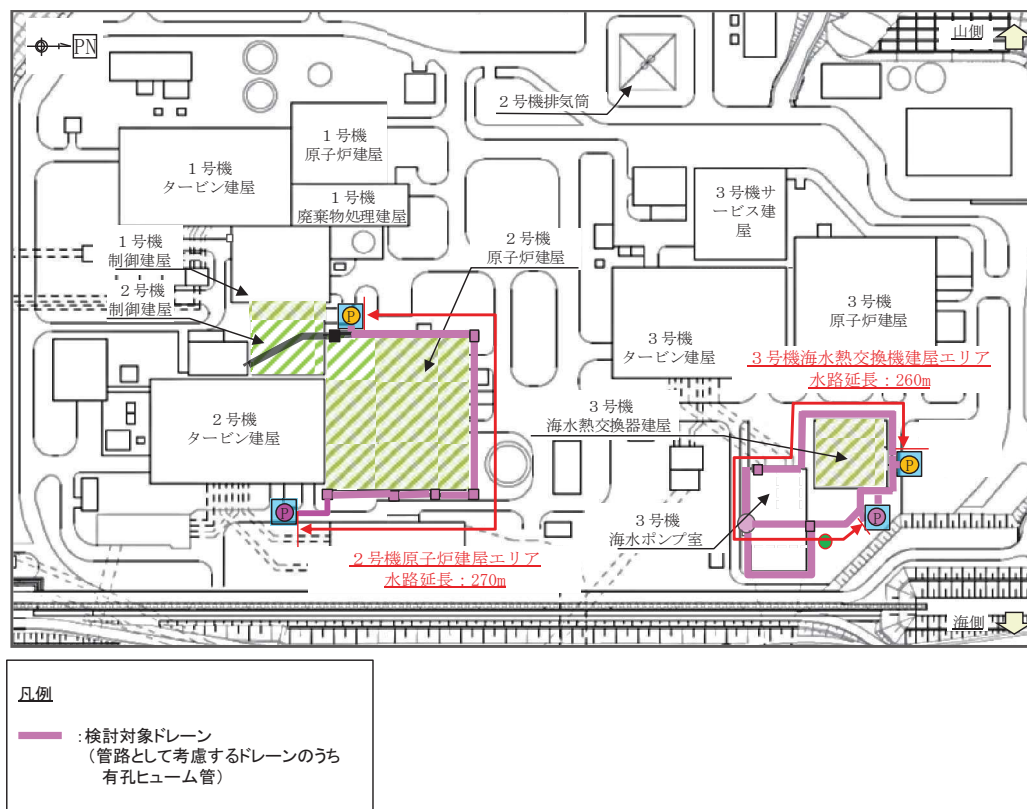 PN
山側
2号機排気筒
1号機
原子炉建屋
1号機
タービン建屋
1号機
廃棄物処理建屋
3号機サ
ービス建
屋
1号機
制御建屋
2号機
原子炉建屋
2号機
制御建屋
P
3号機
原子炉建屋
3号機
タービン建屋
3号機海水熱交換機建屋エリア
水路延長：260m
3号機
海水熱交換器建屋
2号機
タービン建屋
P
P
P
3号機
海水ポンプ室
2号機原子炉建屋エリア
水路延長：270m
海側
凡例
：検討対象ドレーン
（管路として考慮するドレーンのうち
有孔ヒューム管）